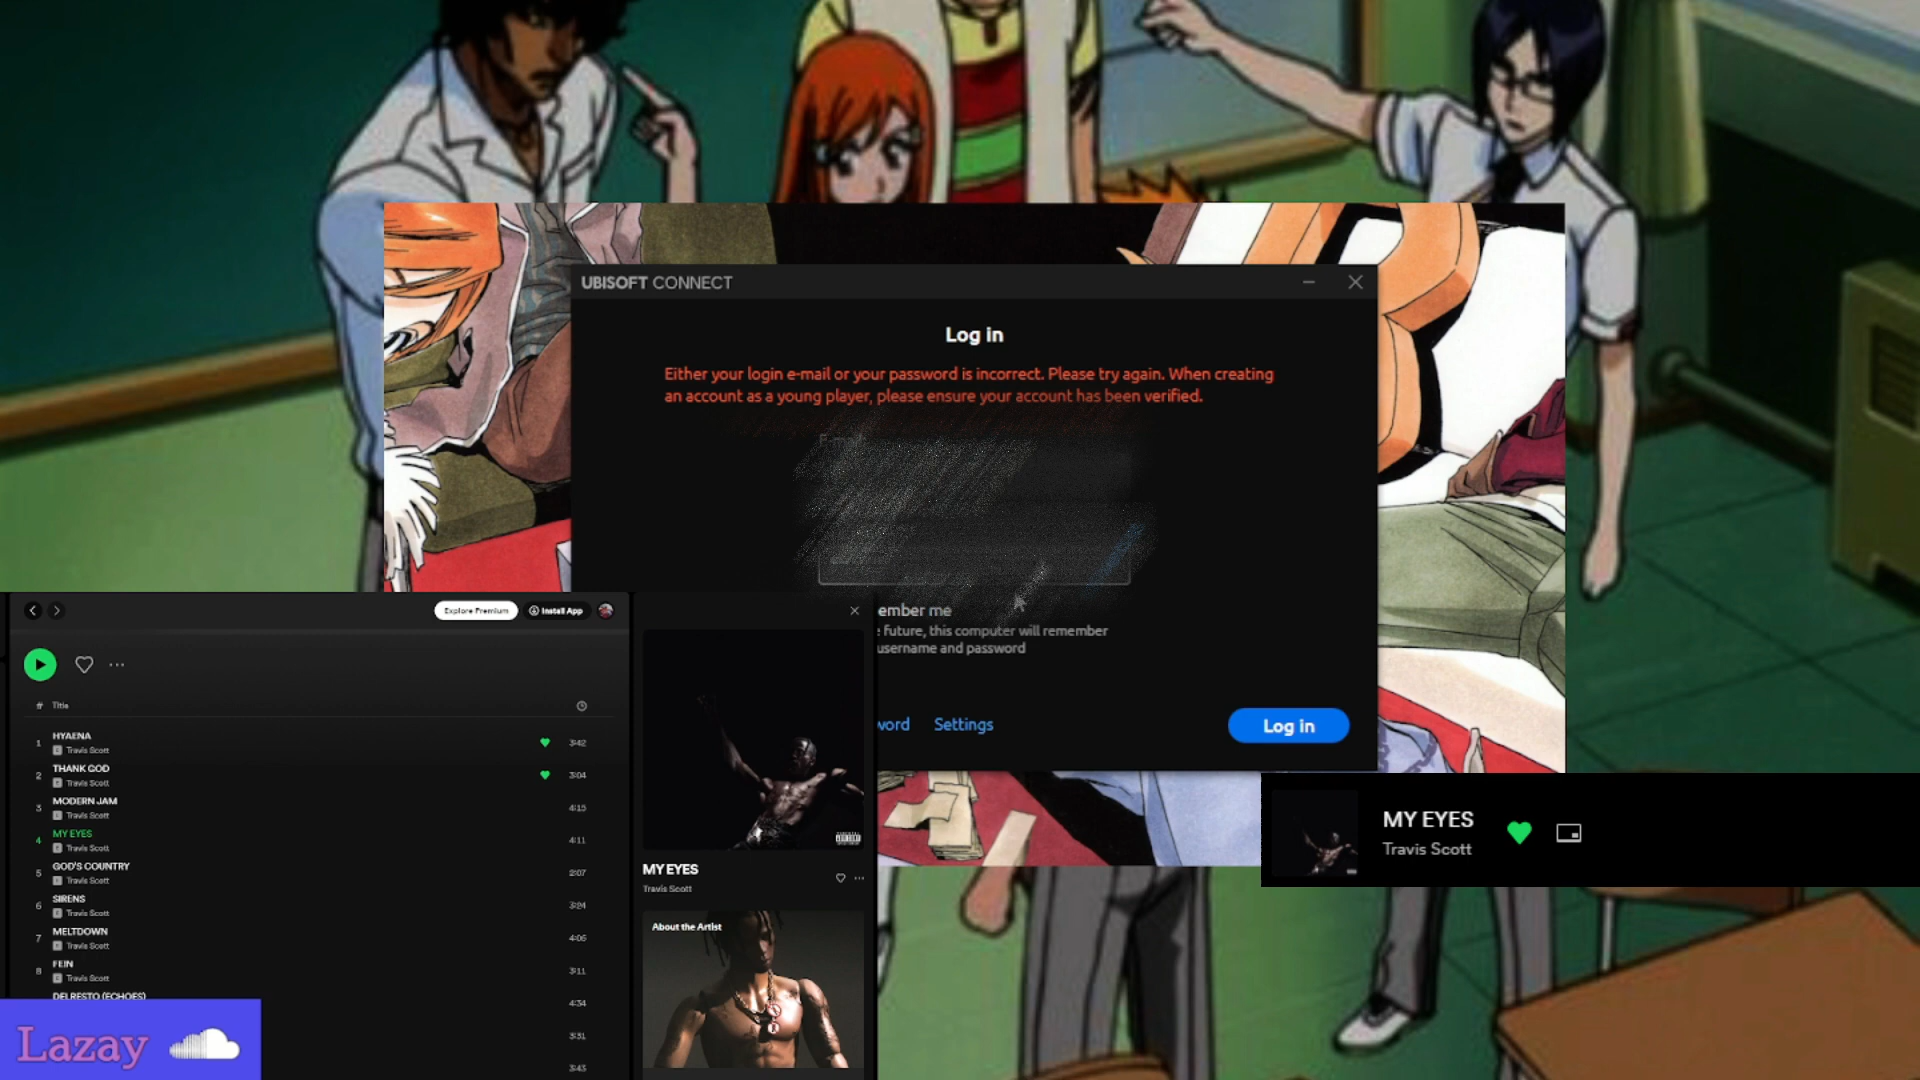 UBISOFT CONNECT
Log in
Either your login e-mail or your password is incorrect. Please try again. When creating
an account as a young player, please ensure your account has been verified.
E-mail
ember me
future, this computer will remember
username and password
word
Settings
Log in
Explore Premium
Install App
# Title
1 HYAENA 3:42
E Travis Scott
2 THANK GOD 3:04
E Travis Scott
3 MODERN JAM 4:15
E Travis Scott
4 MY EYES 4:11
E Travis Scott
5 GOD'S COUNTRY 2:07
E Travis Scott
6 SIRENS 3:24
E Travis Scott
7 MELTDOWN 4:06
E Travis Scott
8 FEIN 3:11
E Travis Scott
DELRESTO (ECHOES) 4:34
3:31
3:43
MY EYES
Travis Scott
About the Artist
MY EYES
Travis Scott
Lazay